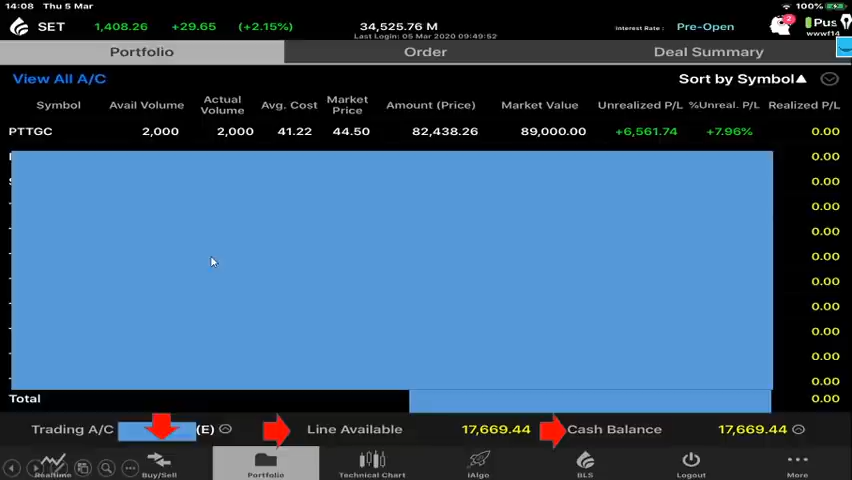 14:08 Thu 5 Mar 100%
SET 1,408.26 +29.65 (+2.15%) 34,525.76 M Interest Rate : Pre-Open 2 Pus
Last Login: 05 Mar 2020 09:49:52 wwwf14
Portfolio Order Deal Summary
View All A/C Sort by Symbol▲
Symbol Avail Volume Actual Volume Avg. Cost Market Price Amount (Price) Market Value Unrealized P/L %Unreal. P/L Realized P/L
PTTGC 2,000 2,000 41.22 44.50 82,438.26 89,000.00 +6,561.74 +7.96% 0.00
0.00
0.00
0.00
0.00
0.00
0.00
0.00
0.00
0.00
0.00
Total 0.00
Trading A/C (E) Line Available 17,669.44 Cash Balance 17,669.44
Realtime Buy/Sell Portfolio Technical Chart iAlgo BLS Logout More